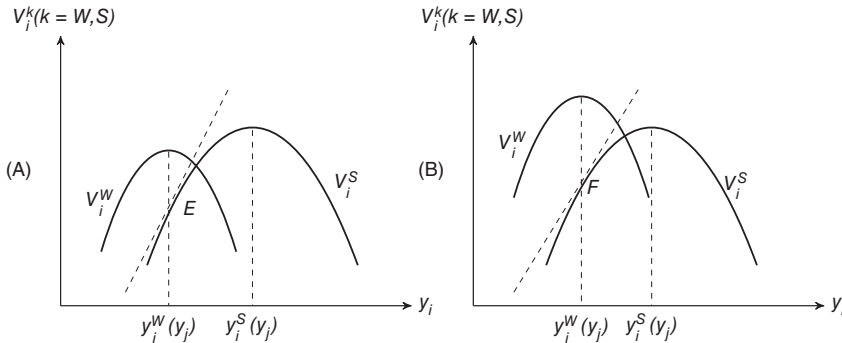 V_i^k(k = W,S)
(A)
V_i^W
E
V_i^S
y_i^W(y_j)
y_i^S(y_j)
y_i
V_i^k(k = W,S)
(B)
V_i^W
F
V_i^S
y_i^W(y_j)
y_i^S(y_j)
y_i